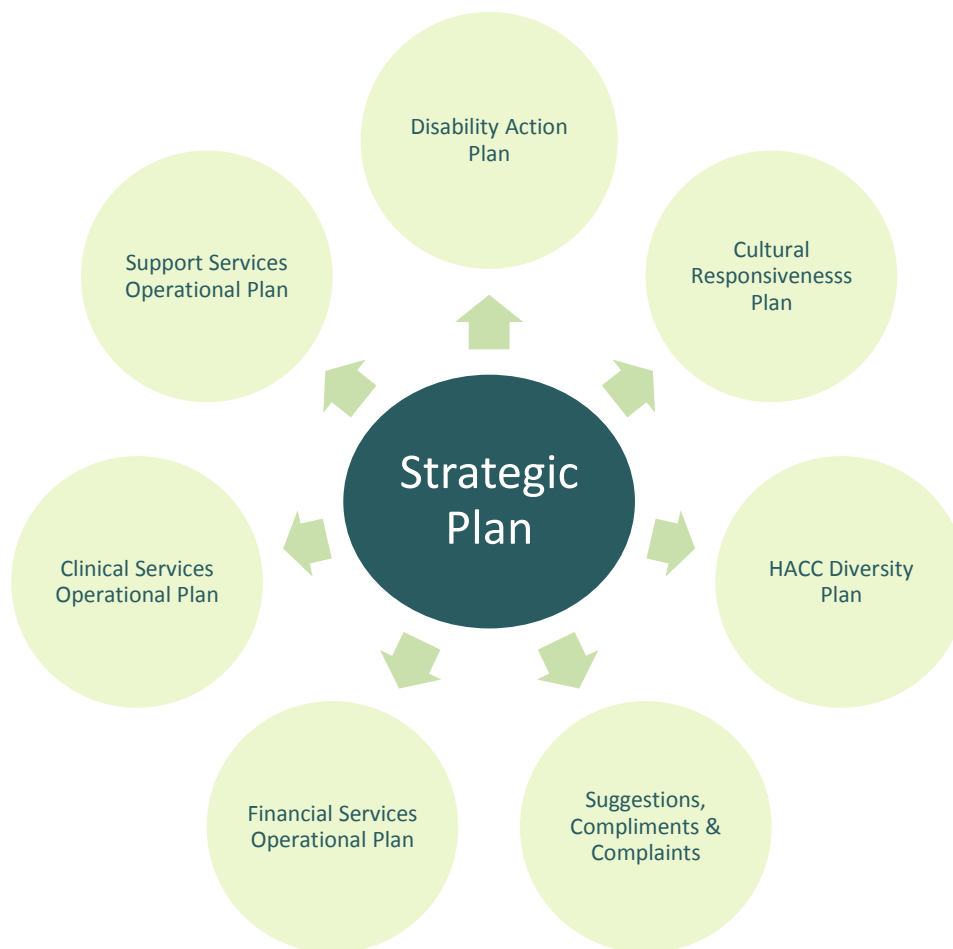 Disability Action
Plan
Support Services
Operational Plan
Cultural
Responsivenesss
Plan
Strategic
Plan
Clinical Services
Operational Plan
HACC Diversity
Plan
Financial Services
Operational Plan
Suggestions,
Compliments &
Complaints